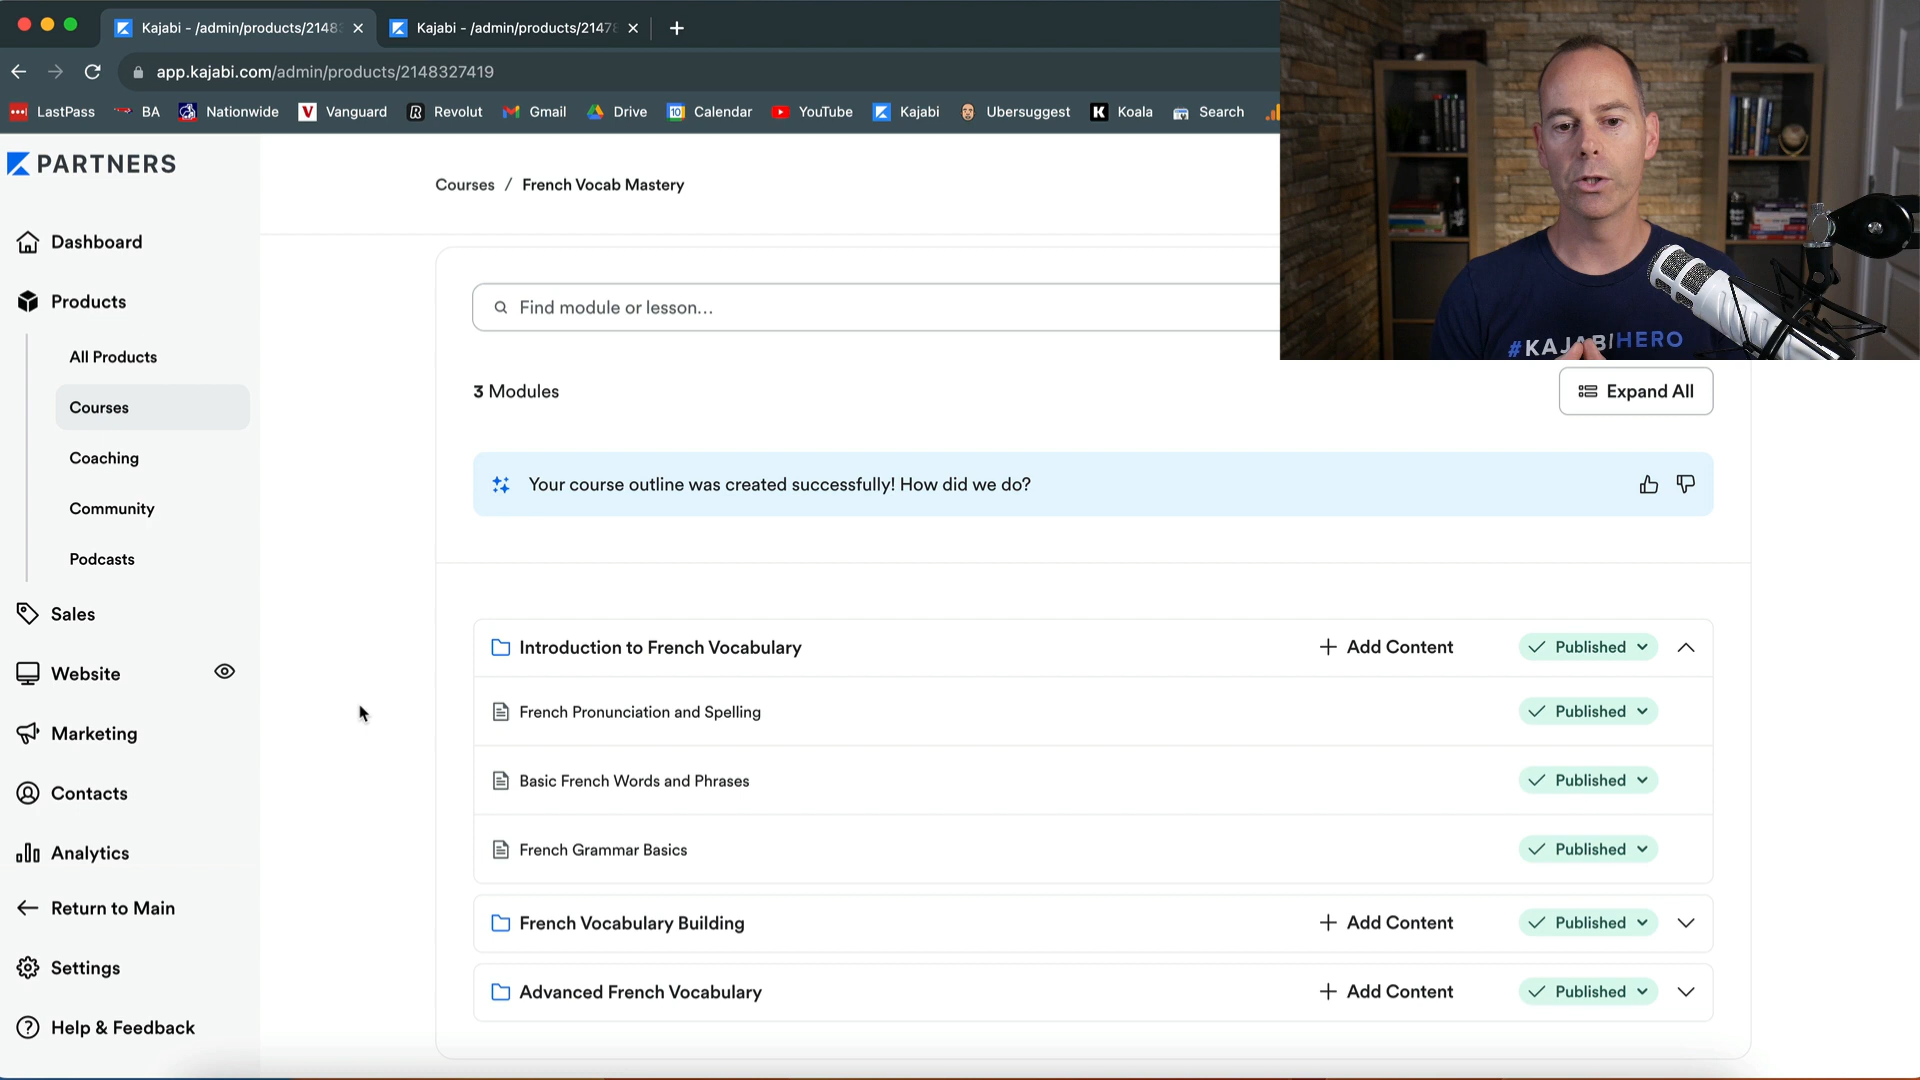 Kajabi - /admin/products/2148
Kajabi - /admin/products/2147
app.kajabi.com/admin/products/2148327419
LastPass BA Nationwide Vanguard Revolut Gmail Drive Calendar YouTube Kajabi Ubersuggest Koala Search
PARTNERS
Courses / French Vocab Mastery
Dashboard
Products
All Products
Courses
Coaching
Community
Podcasts
Sales
Website
Marketing
Contacts
Analytics
Return to Main
Settings
Help & Feedback
Find module or lesson...
#KAJABIHERO
3 Modules
Expand All
Your course outline was created successfully! How did we do?
Introduction to French Vocabulary + Add Content Published
French Pronunciation and Spelling Published
Basic French Words and Phrases Published
French Grammar Basics Published
French Vocabulary Building + Add Content Published
Advanced French Vocabulary + Add Content Published